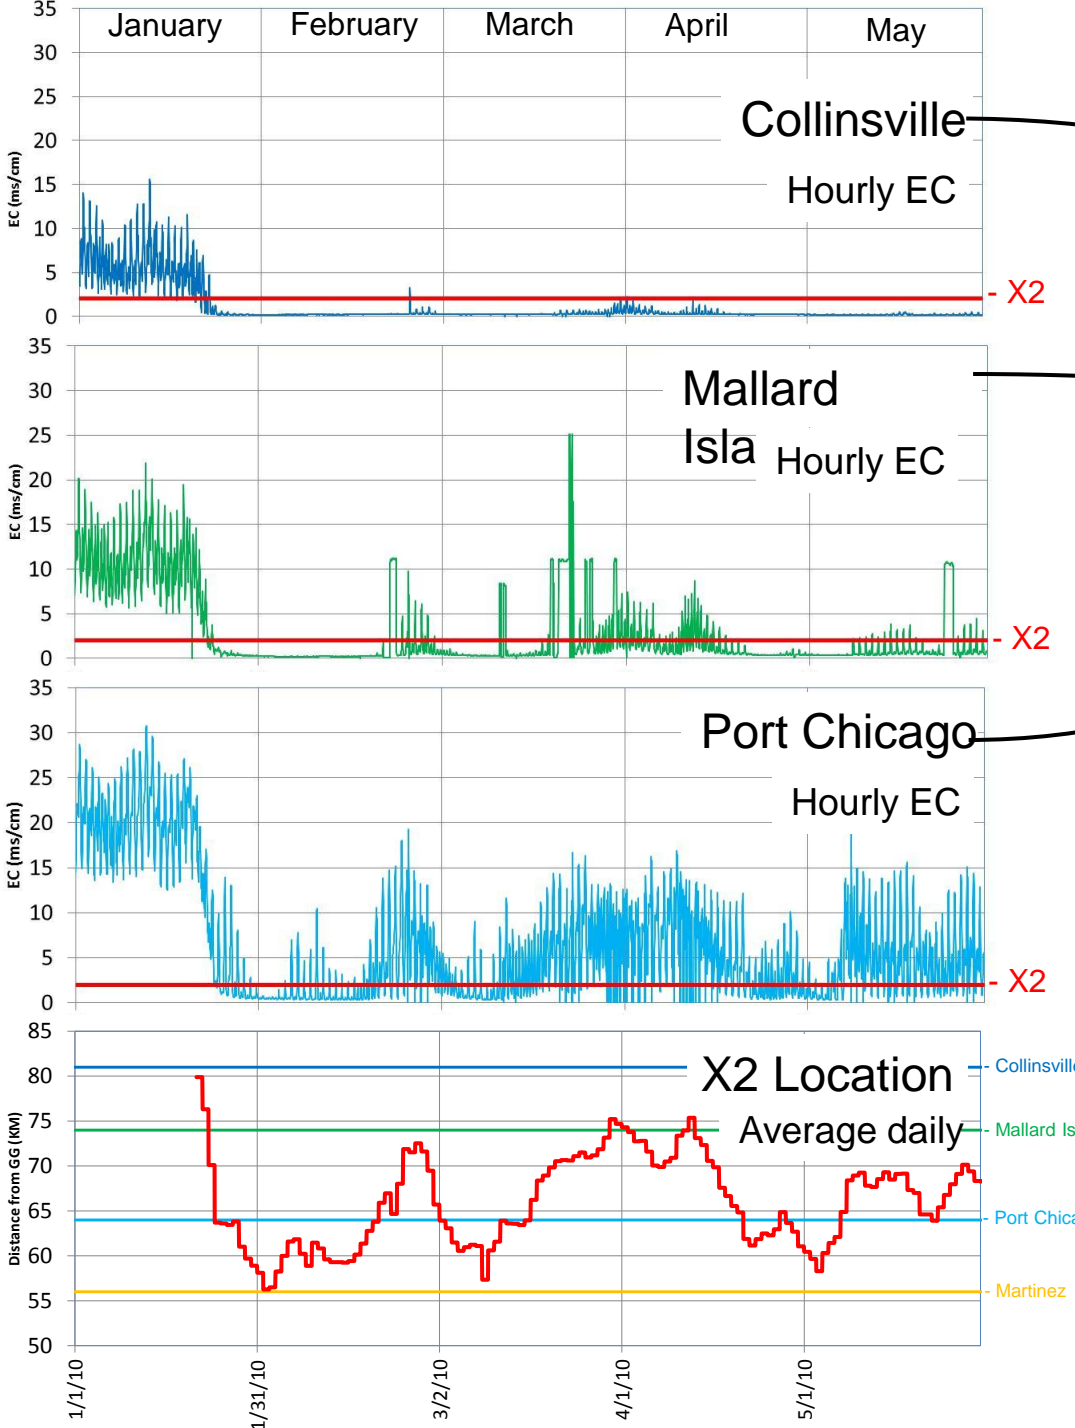 January February March April May
35
30
25
20
15
10
5
0
EC (ms/cm)
Collinsville
Hourly EC
- X2
35
30
25
20
15
10
5
0
EC (ms/cm)
Mallard
Isla
Hourly EC
- X2
35
30
25
20
15
10
5
0
EC (ms/cm)
Port Chicago
Hourly EC
- X2
85
80
75
70
65
60
55
50
Distance from GG (KM)
X2 Location
Average daily
- Collinsville
- Mallard Is
- Port Chica
- Martinez
1/1/10
1/31/10
3/2/10
4/1/10
5/1/10